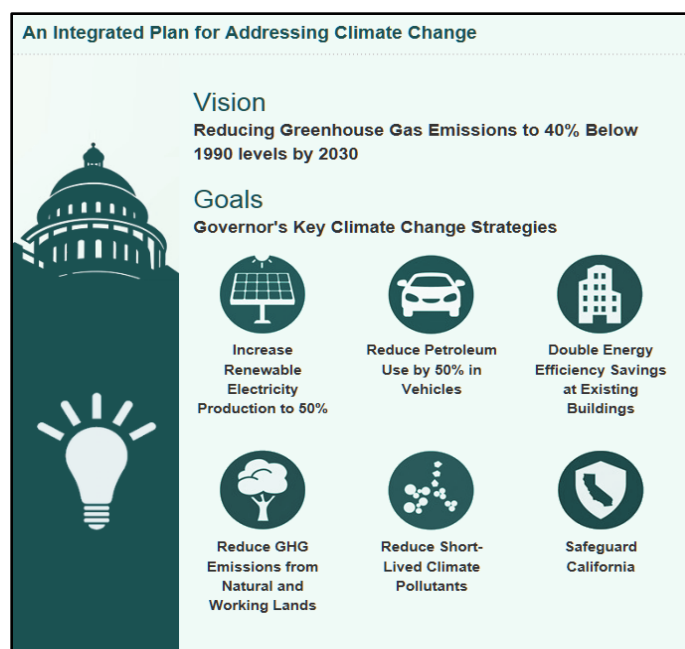 An Integrated Plan for Addressing Climate Change
Vision
Reducing Greenhouse Gas Emissions to 40% Below
1990 levels by 2030
Goals
Governor's Key Climate Change Strategies
Increase
Renewable
Electricity
Production to 50%
Reduce Petroleum
Use by 50% in
Vehicles
Double Energy
Efficiency Savings
at Existing
Buildings
Reduce GHG
Emissions from
Natural and
Working Lands
Reduce Short-
Lived Climate
Pollutants
Safeguard
California